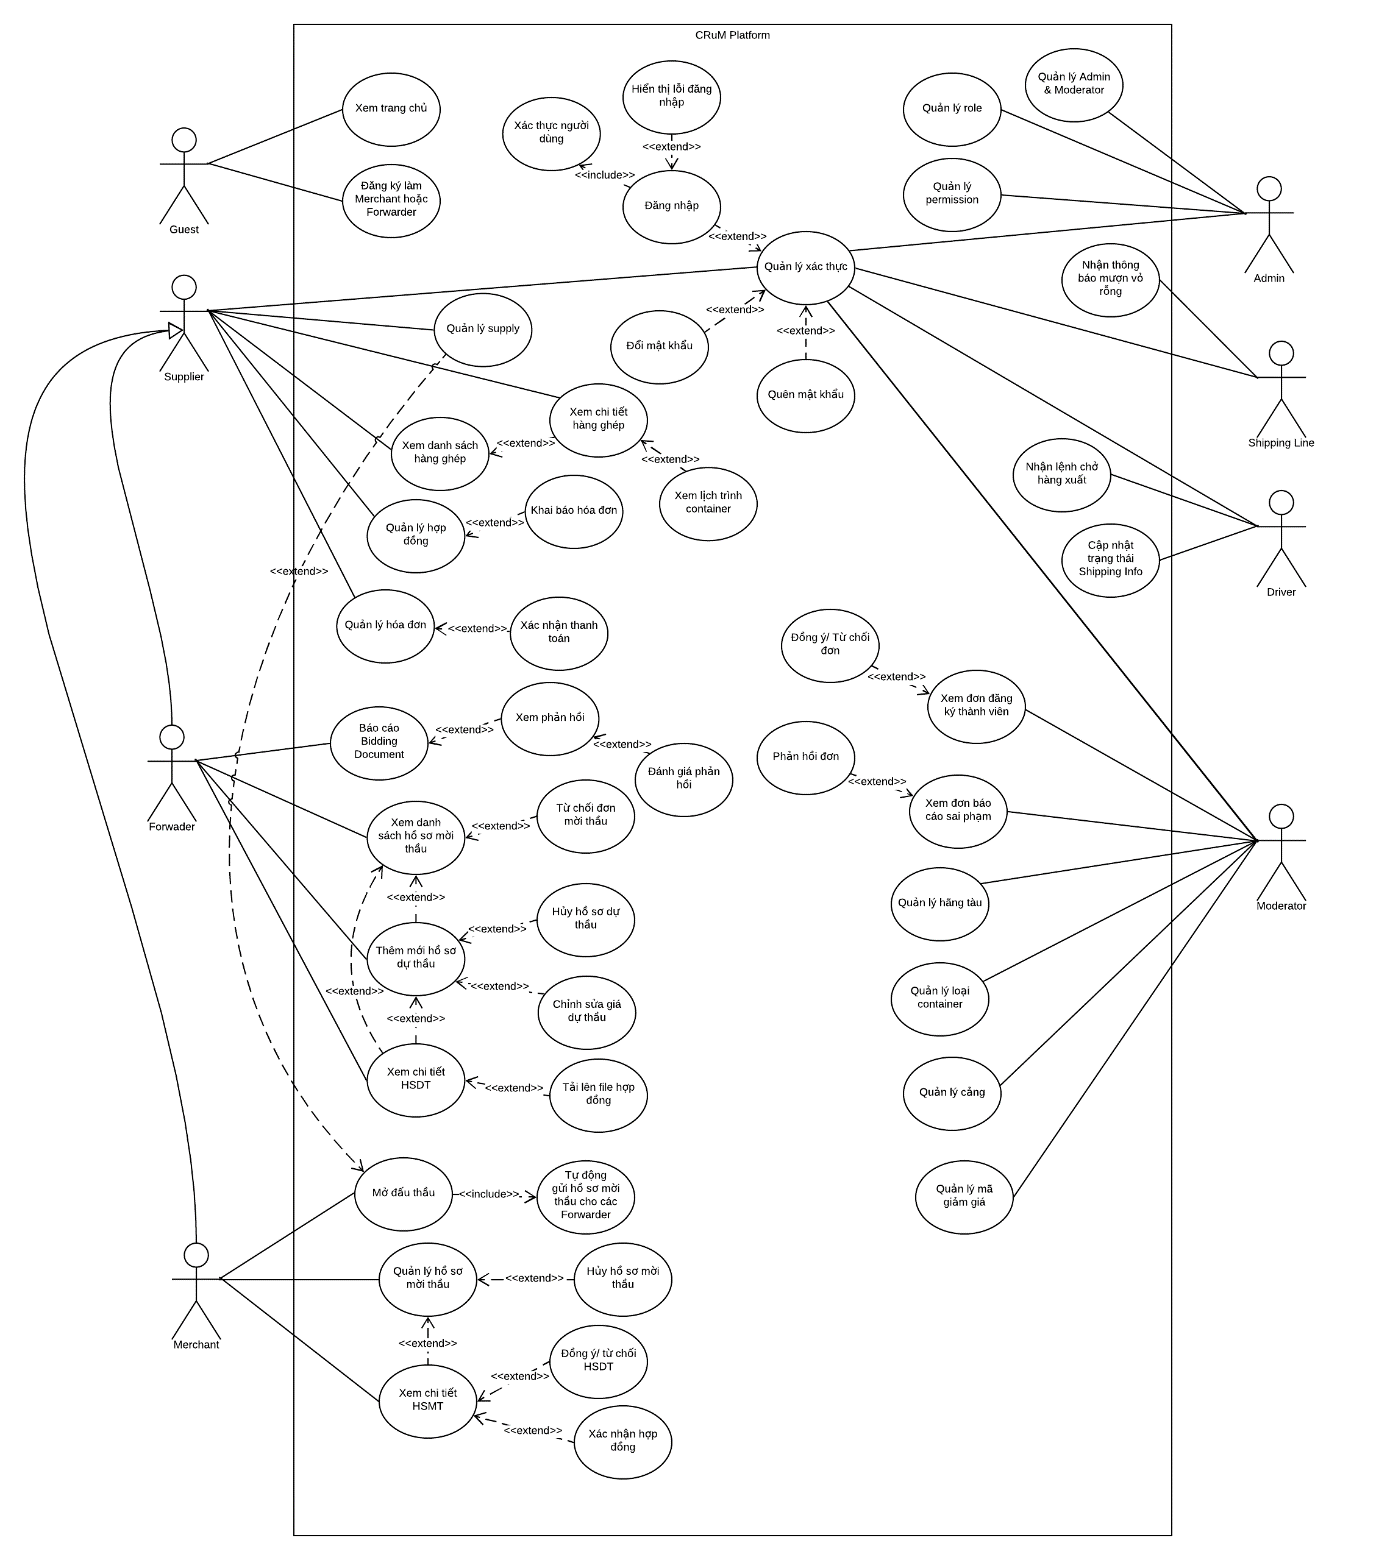 CRuM Platform
Xem trang chủ
Đăng ký làm
Merchant hoặc
Forwarder
Guest
Hiển thị lỗi đăng
nhập
Xác thực người
dùng
<<extend>>
<<include>>
Đăng nhập
<<extend>>
Quản lý Admin
& Moderator
Quản lý role
Quản lý
permission
Admin
Quản lý xác thực
Nhận thông
báo mượn vỏ
rỗng
Supplier
Quản lý supply
<<extend>>
<<extend>>
Đổi mật khẩu
Quên mật khẩu
Shipping Line
Xem chi tiết
hàng ghép
Xem danh sách
hàng ghép
<<extend>>
<<extend>>
Xem lịch trình
container
Nhận lệnh chở
hàng xuất
Quản lý hợp
đồng
<<extend>>
Khai báo hóa đơn
Cập nhật
trạng thái
Shipping Info
Driver
<<extend>>
Quản lý hóa đơn
<<extend>>
Xác nhận thanh
toán
Đồng ý/ Từ chối
đơn
<<extend>>
Xem đơn đăng
ký thành viên
Báo cáo
Bidding
Document
<<extend>>
Xem phản hồi
<<extend>>
Đánh giá phản
hồi
Phản hồi đơn
<<extend>>
Xem đơn báo
cáo sai phạm
Forwader
Xem danh
sách hồ sơ mời
thầu
<<extend>>
Từ chối đơn
mời thầu
<<extend>>
Quản lý hãng tàu
Moderator
Thêm mới hồ sơ
dự thầu
<<extend>>
Hủy hồ sơ dự
thầu
<<extend>>
<<extend>>
Chỉnh sửa giá
dự thầu
<<extend>>
Quản lý loại
container
Xem chi tiết
HSDT
<<extend>>
Tải lên file hợp
đồng
Quản lý cảng
Mở đấu thầu
<<include>>
Tự động
gửi hồ sơ mời
thầu cho các
Forwarder
Quản lý mã
giảm giá
Quản lý hồ sơ
mời thầu
<<extend>>
Hủy hồ sơ mời
thầu
Merchant
<<extend>>
Đồng ý/ từ chối
HSDT
<<extend>>
Xem chi tiết
HSMT
<<extend>>
Xác nhận hợp
đồng